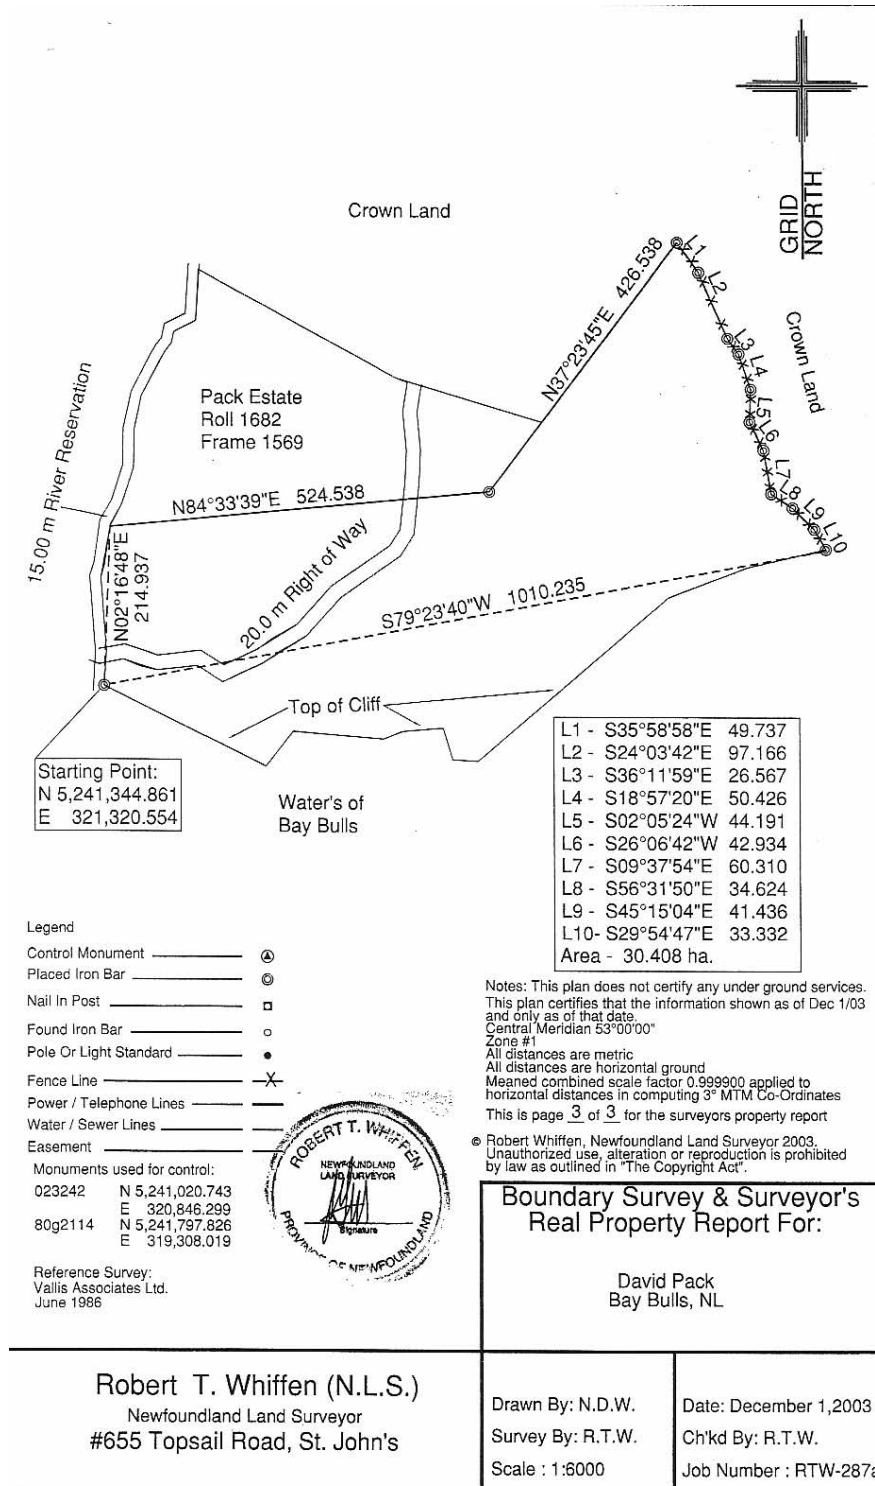 GRID
NORTH
Crown Land
N37°23'45"E 426.538
L1
L2
L3
L4
L5
L6
L7
L8
L9
L10
Crown Land
15.00 m River Reservation
Pack Estate
Roll 1682
Frame 1569
N84°33'39"E 524.538
N02°16'48"E
214.937
20.0 m Right of Way
S79°23'40"W 1010.235
Top of Cliff
Starting Point:
N 5,241,344.861
E 321,320.554
Water's of
Bay Bulls
L1 - S35°58'58"E 49.737
L2 - S24°03'42"E 97.166
L3 - S36°11'59"E 26.567
L4 - S18°57'20"E 50.426
L5 - S02°05'24"W 44.191
L6 - S26°06'42"W 42.934
L7 - S09°37'54"E 60.310
L8 - S56°31'50"E 34.624
L9 - S45°15'04"E 41.436
L10- S29°54'47"E 33.332
Area - 30.408 ha.
Legend
Control Monument
Placed Iron Bar
Nail In Post
Found Iron Bar
Pole Or Light Standard
Fence Line
Power / Telephone Lines
Water / Sewer Lines
Easement
Monuments used for control:
023242 N 5,241,020.743
E 320,846.299
80g2114 N 5,241,797.826
E 319,308.019
Reference Survey:
Vallis Associates Ltd.
June 1986
ROBERT T. WHIFFEN
NEWFOUNDLAND
LAND SURVEYOR
Signature
PROVINCE OF NEWFOUNDLAND
Notes: This plan does not certify any under ground services.
This plan certifies that the information shown as of Dec 1/03
and only as of that date.
Central Meridian 53°00'00"
Zone #1
All distances are metric
All distances are horizontal ground
Meaned combined scale factor 0.999900 applied to
horizontal distances in computing 3° MTM Co-Ordinates
This is page 3 of 3 for the surveyors property report
© Robert Whiffen, Newfoundland Land Surveyor 2003.
Unauthorized use, alteration or reproduction is prohibited
by law as outlined in "The Copyright Act".
Boundary Survey & Surveyor's
Real Property Report For:
David Pack
Bay Bulls, NL
Robert T. Whiffen (N.L.S.)
Newfoundland Land Surveyor
#655 Topsail Road, St. John's
Drawn By: N.D.W.
Survey By: R.T.W.
Scale : 1:6000
Date: December 1,2003
Ch'kd By: R.T.W.
Job Number : RTW-287a